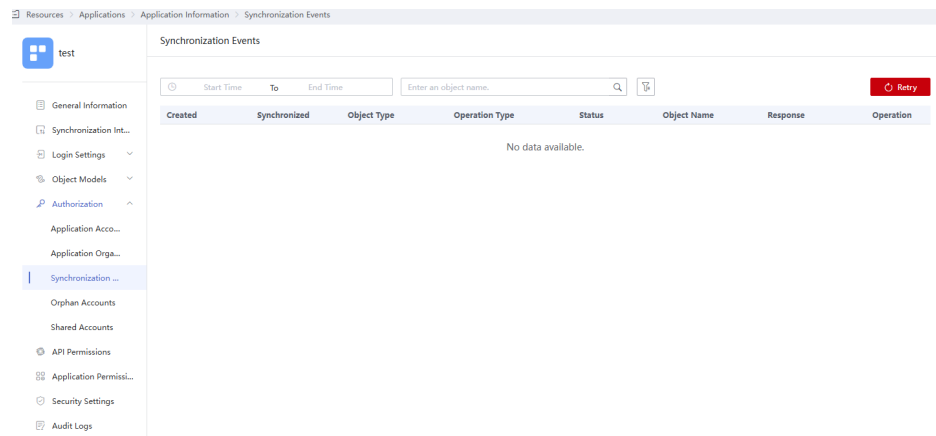 Resources > Applications > Application Information > Synchronization Events
test
General Information
Synchronization Int...
Login Settings
Object Models
Authorization
Application Acco...
Application Orga...
Synchronization ...
Orphan Accounts
Shared Accounts
API Permissions
Application Permissi...
Security Settings
Audit Logs
Synchronization Events
Start Time To End Time Enter an object name. Retry
Created Synchronized Object Type Operation Type Status Object Name Response Operation
No data available.